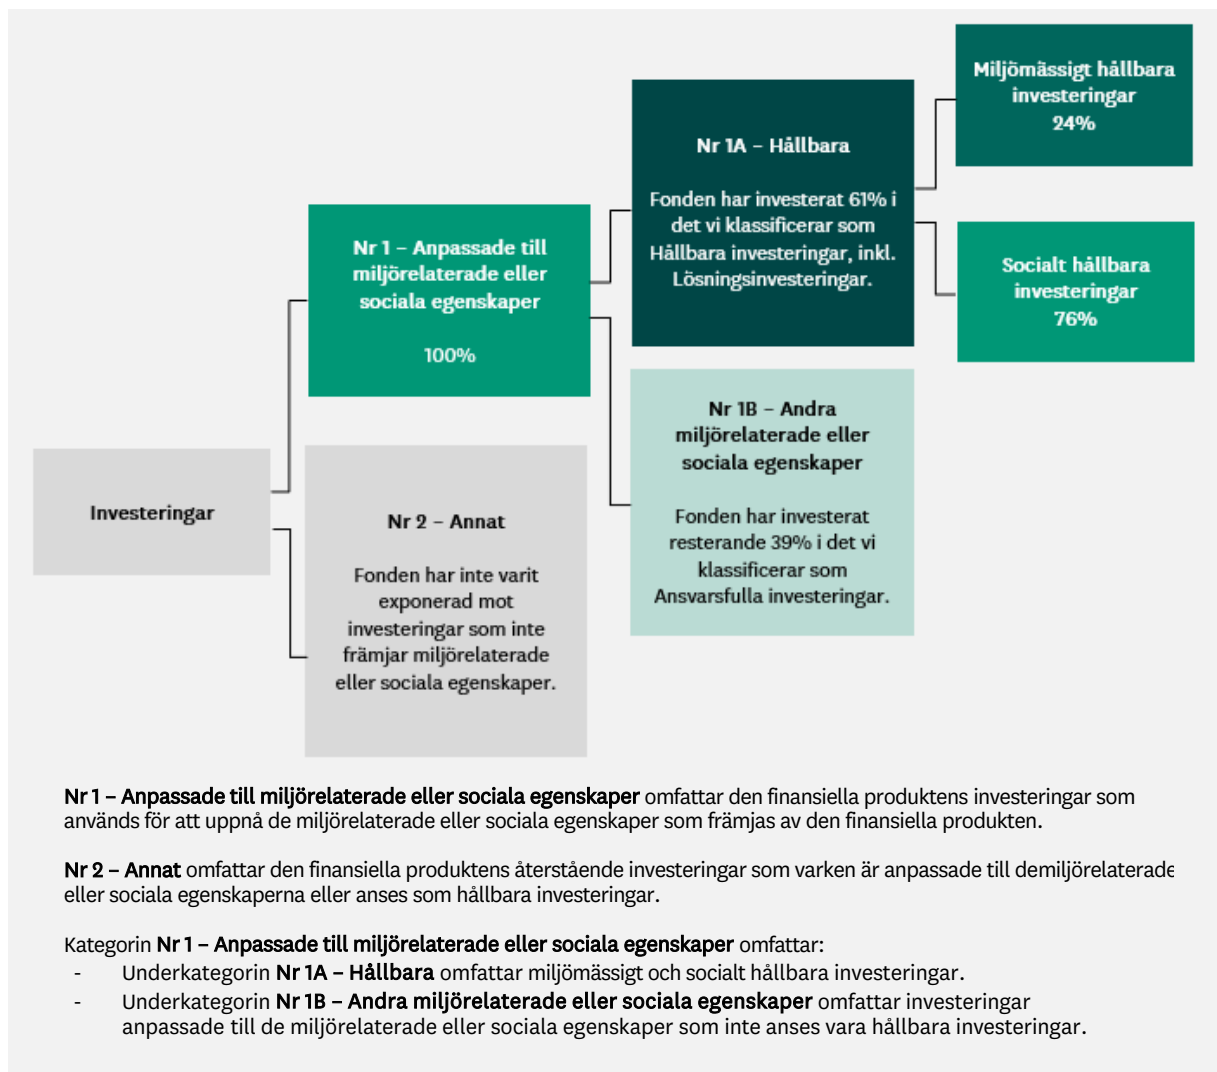 Miljömässigt hållbara
investeringar
24%
Nr 1A – Hållbara
Fonden har investerat 61% i
det vi klassificerar som
Hållbara investeringar, inkl.
Lösningsinvesteringar.
Nr 1 – Anpassade till
miljörelaterade eller
sociala egenskaper
100%
Socialt hållbara
investeringar
76%
Nr 1B – Andra
miljörelaterade eller
sociala egenskaper
Fonden har investerat
resterande 39% i det vi
klassificerar som
Ansvarsfulla investeringar.
Investeringar
Nr 2 – Annat
Fonden har inte varit
exponerad mot
investeringar som inte
främjar miljörelaterade
eller sociala egenskaper.
Nr 1 – Anpassade till miljörelaterade eller sociala egenskaper omfattar den finansiella produktens investeringar som
används för att uppnå de miljörelaterade eller sociala egenskaper som främjas av den finansiella produkten.
Nr 2 – Annat omfattar den finansiella produktens återstående investeringar som varken är anpassade till demiljörelaterade
eller sociala egenskaperna eller anses som hållbara investeringar.
Kategorin Nr 1 – Anpassade till miljörelaterade eller sociala egenskaper omfattar:
- Underkategorin Nr 1A – Hållbara omfattar miljömässigt och socialt hållbara investeringar.
- Underkategorin Nr 1B – Andra miljörelaterade eller sociala egenskaper omfattar investeringar
anpassade till de miljörelaterade eller sociala egenskaper som inte anses vara hållbara investeringar.